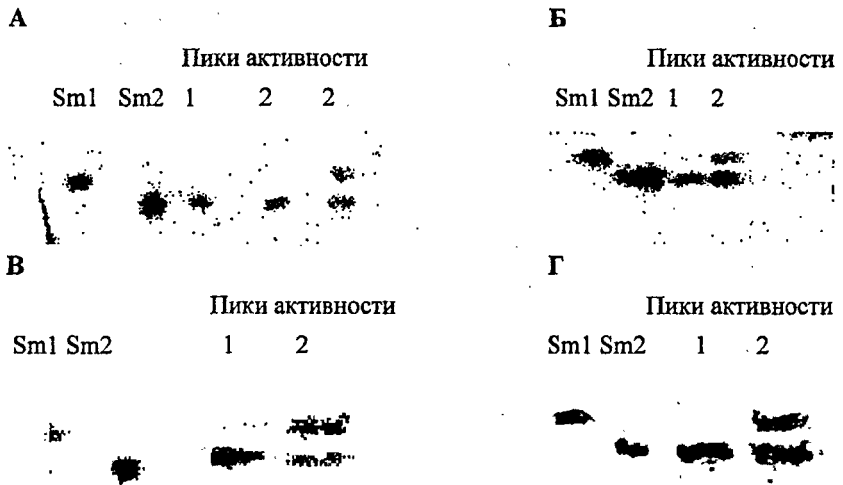 А
Пики активности
Sm1 Sm2 1 2 2
Б
Пики активности
Sm1 Sm2 1 2
В
Пики активности
Sm1 Sm2 1 2
Г
Пики активности
Sm1 Sm2 1 2